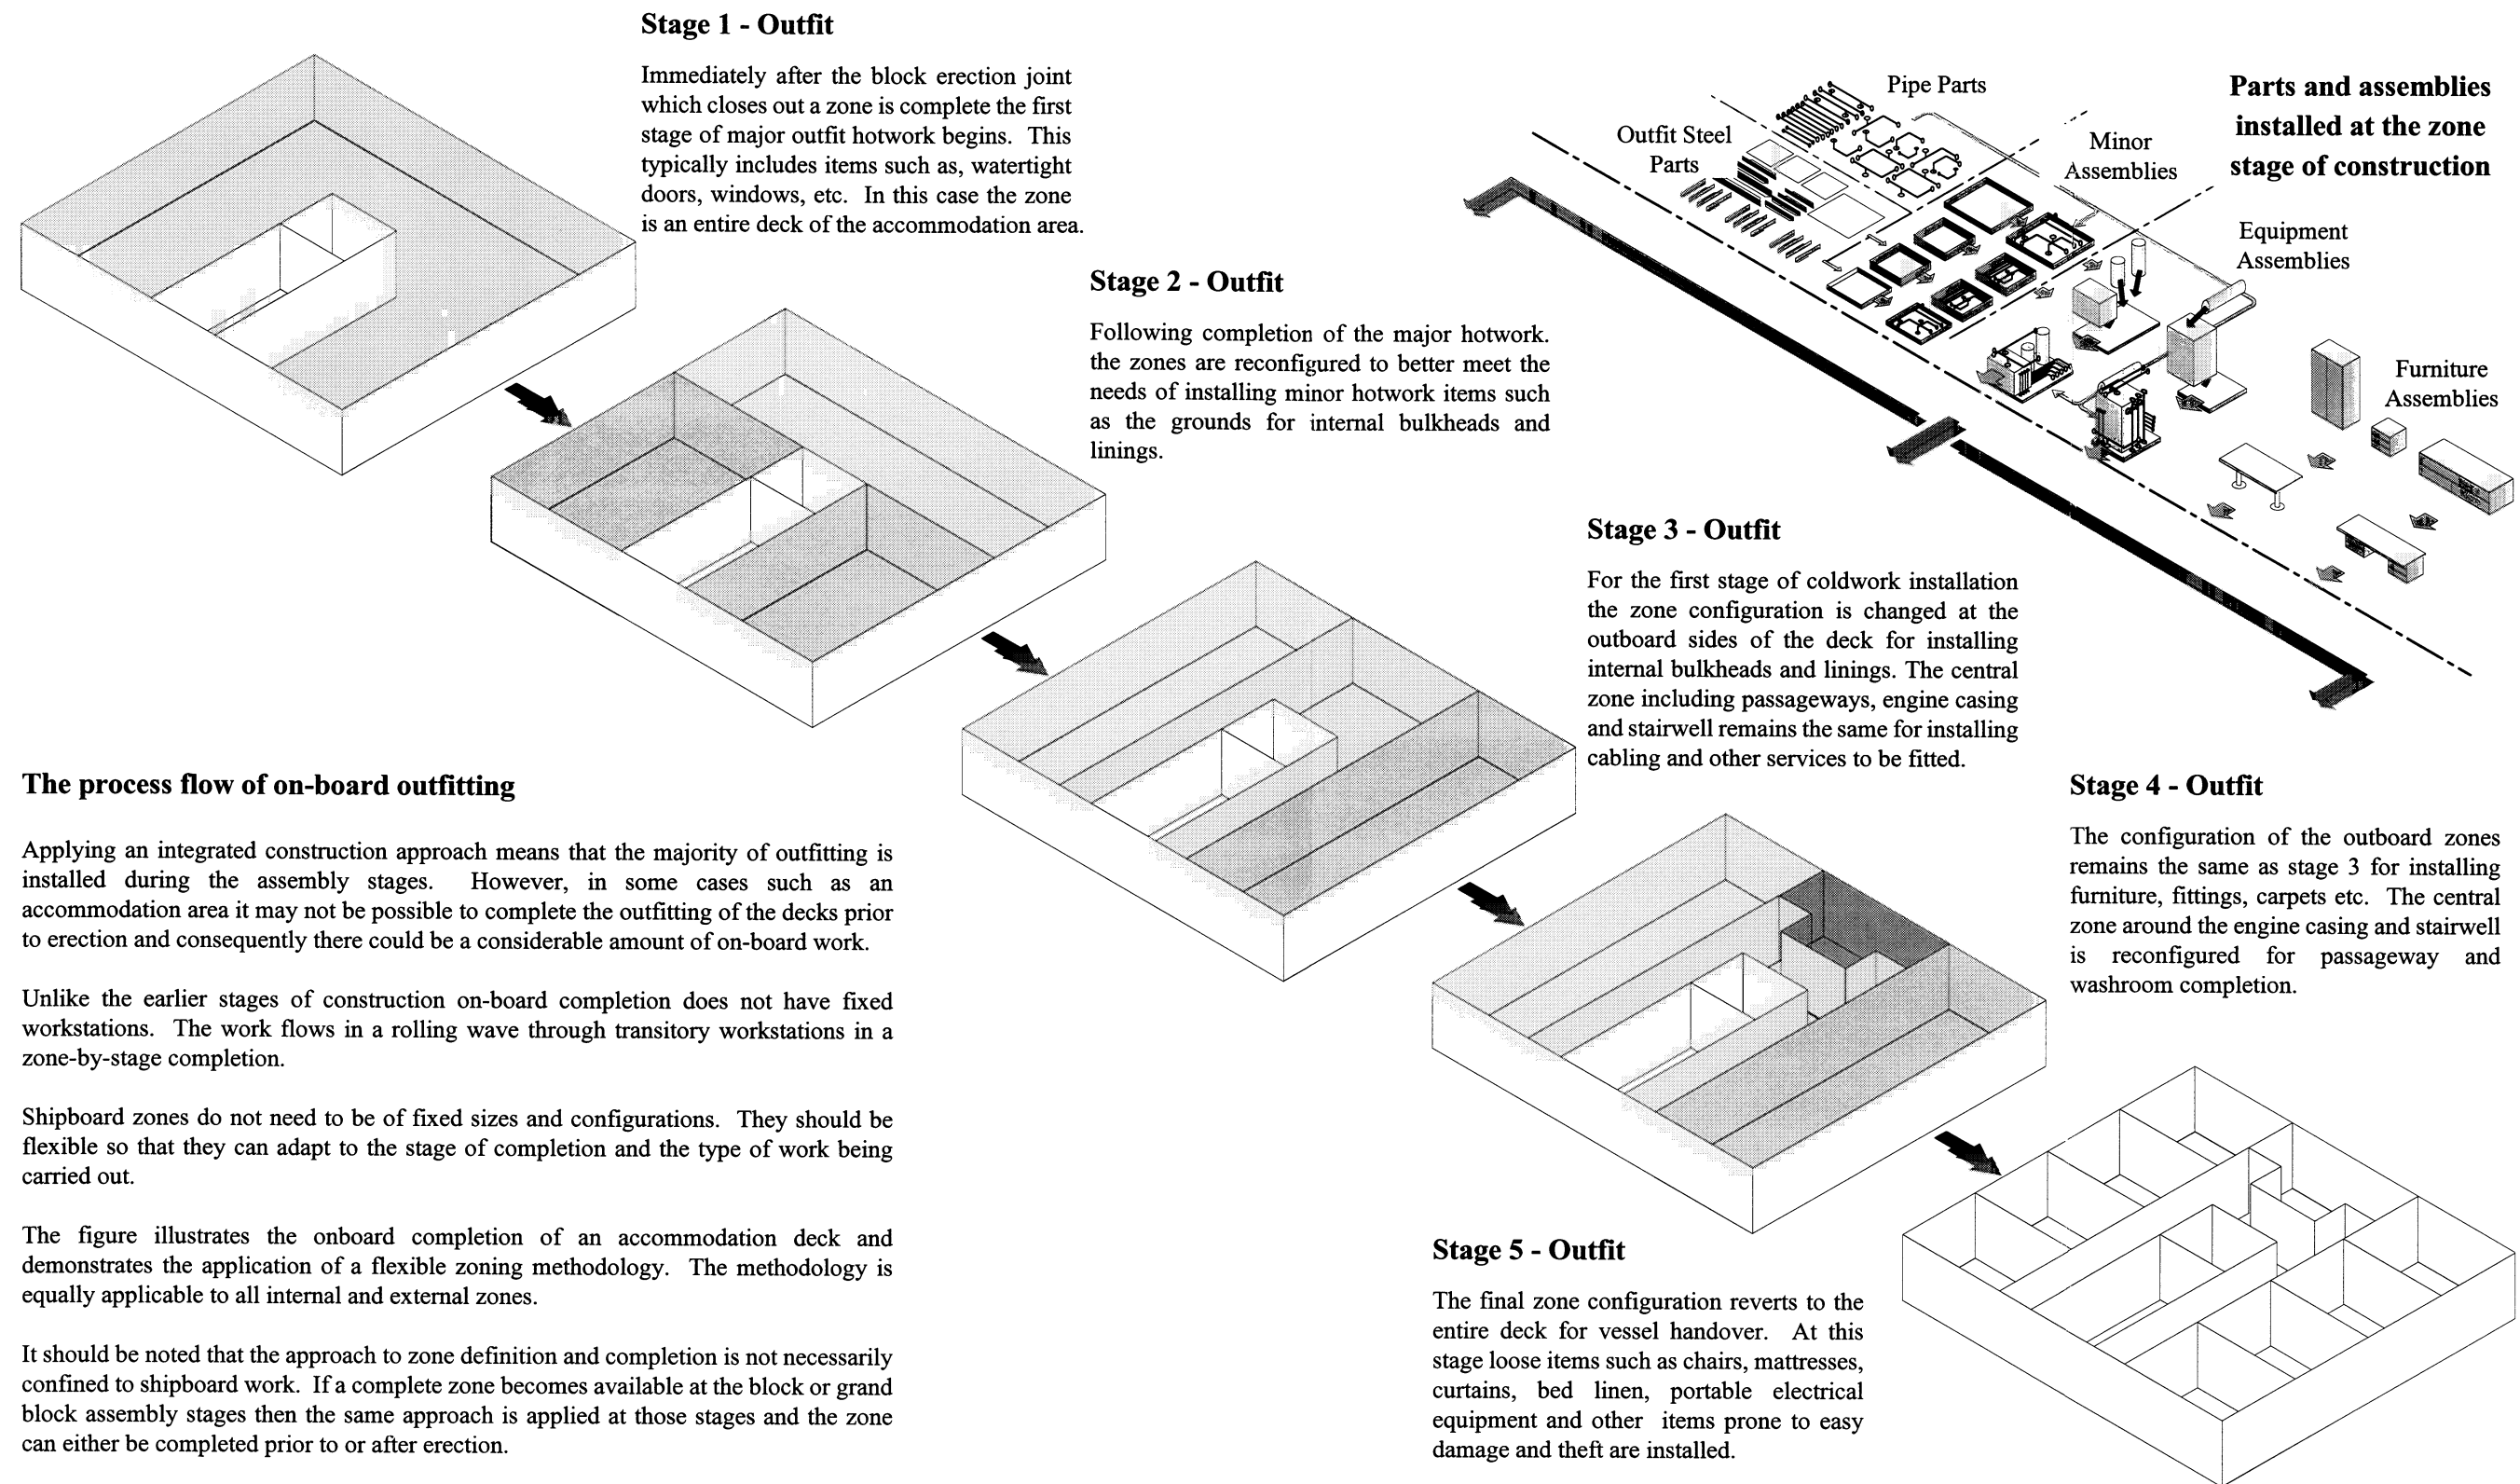 Stage 1 - Outfit
Immediately after the block erection joint
which closes out a zone is complete the first
stage of major outfit hotwork begins. This
typically includes items such as, watertight
doors, windows, etc. In this case the zone
is an entire deck of the accommodation area.
Pipe Parts
Outfit Steel
Parts
Minor
Assemblies
Parts and assemblies
installed at the zone
stage of construction
Equipment
Assemblies
Furniture
Assemblies
Stage 2 - Outfit
Following completion of the major hotwork.
the zones are reconfigured to better meet the
needs of installing minor hotwork items such
as the grounds for internal bulkheads and
linings.
Stage 3 - Outfit
For the first stage of coldwork installation
the zone configuration is changed at the
outboard sides of the deck for installing
internal bulkheads and linings. The central
zone including passageways, engine casing
and stairwell remains the same for installing
cabling and other services to be fitted.
Stage 4 - Outfit
The configuration of the outboard zones
remains the same as stage 3 for installing
furniture, fittings, carpets etc. The central
zone around the engine casing and stairwell
is reconfigured for passageway and
washroom completion.
The process flow of on-board outfitting
Applying an integrated construction approach means that the majority of outfitting is
installed during the assembly stages. However, in some cases such as an
accommodation area it may not be possible to complete the outfitting of the decks prior
to erection and consequently there could be a considerable amount of on-board work.
Unlike the earlier stages of construction on-board completion does not have fixed
workstations. The work flows in a rolling wave through transitory workstations in a
zone-by-stage completion.
Shipboard zones do not need to be of fixed sizes and configurations. They should be
flexible so that they can adapt to the stage of completion and the type of work being
carried out.
The figure illustrates the onboard completion of an accommodation deck and
demonstrates the application of a flexible zoning methodology. The methodology is
equally applicable to all internal and external zones.
It should be noted that the approach to zone definition and completion is not necessarily
confined to shipboard work. If a complete zone becomes available at the block or grand
block assembly stages then the same approach is applied at those stages and the zone
can either be completed prior to or after erection.
Stage 5 - Outfit
The final zone configuration reverts to the
entire deck for vessel handover. At this
stage loose items such as chairs, mattresses,
curtains, bed linen, portable electrical
equipment and other items prone to easy
damage and theft are installed.